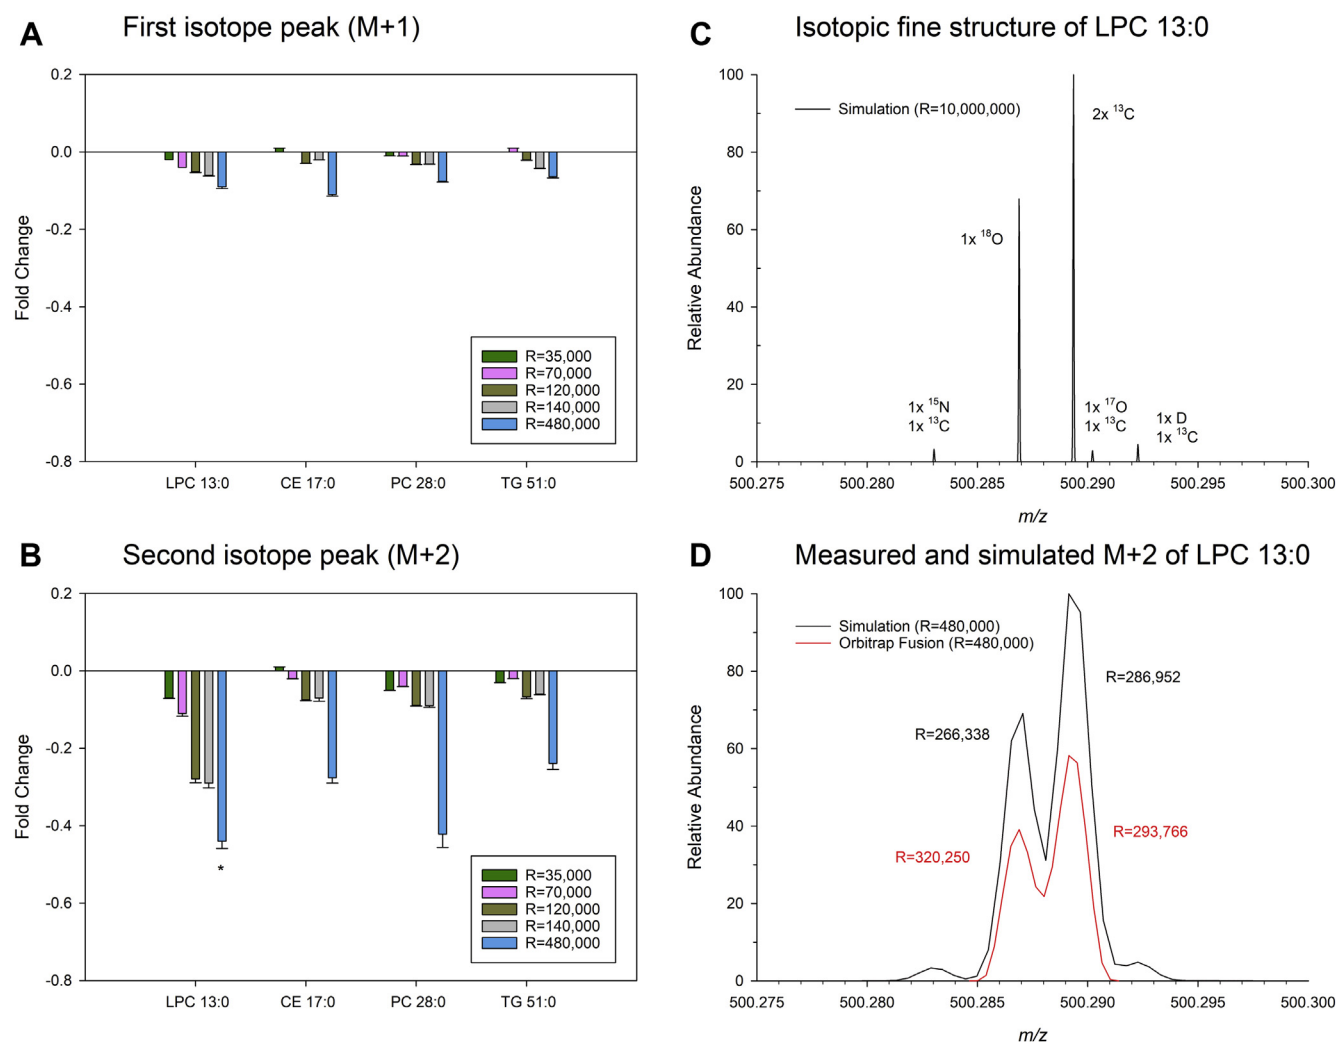 A
First isotope peak (M+1)
Fold Change
0.2
0.0
-0.2
-0.4
-0.6
-0.8
R=35,000
R=70,000
R=120,000
R=140,000
R=480,000
LPC 13:0
CE 17:0
PC 28:0
TG 51:0
C
Isotopic fine structure of LPC 13:0
Relative Abundance
100
80
60
40
20
0
Simulation (R=10,000,000)
2x ¹³C
1x ¹⁸O
1x ¹⁵N
1x ¹³C
1x ¹⁷O
1x ¹³C
1x D
1x ¹³C
500.275
500.280
500.285
500.290
500.295
500.300
m/z
B
Second isotope peak (M+2)
Fold Change
0.2
0.0
-0.2
-0.4
-0.6
-0.8
*
R=35,000
R=70,000
R=120,000
R=140,000
R=480,000
LPC 13:0
CE 17:0
PC 28:0
TG 51:0
D
Measured and simulated M+2 of LPC 13:0
Relative Abundance
100
80
60
40
20
0
Simulation (R=480,000)
Orbitrap Fusion (R=480,000)
R=286,952
R=266,338
R=293,766
R=320,250
500.275
500.280
500.285
500.290
500.295
500.300
m/z